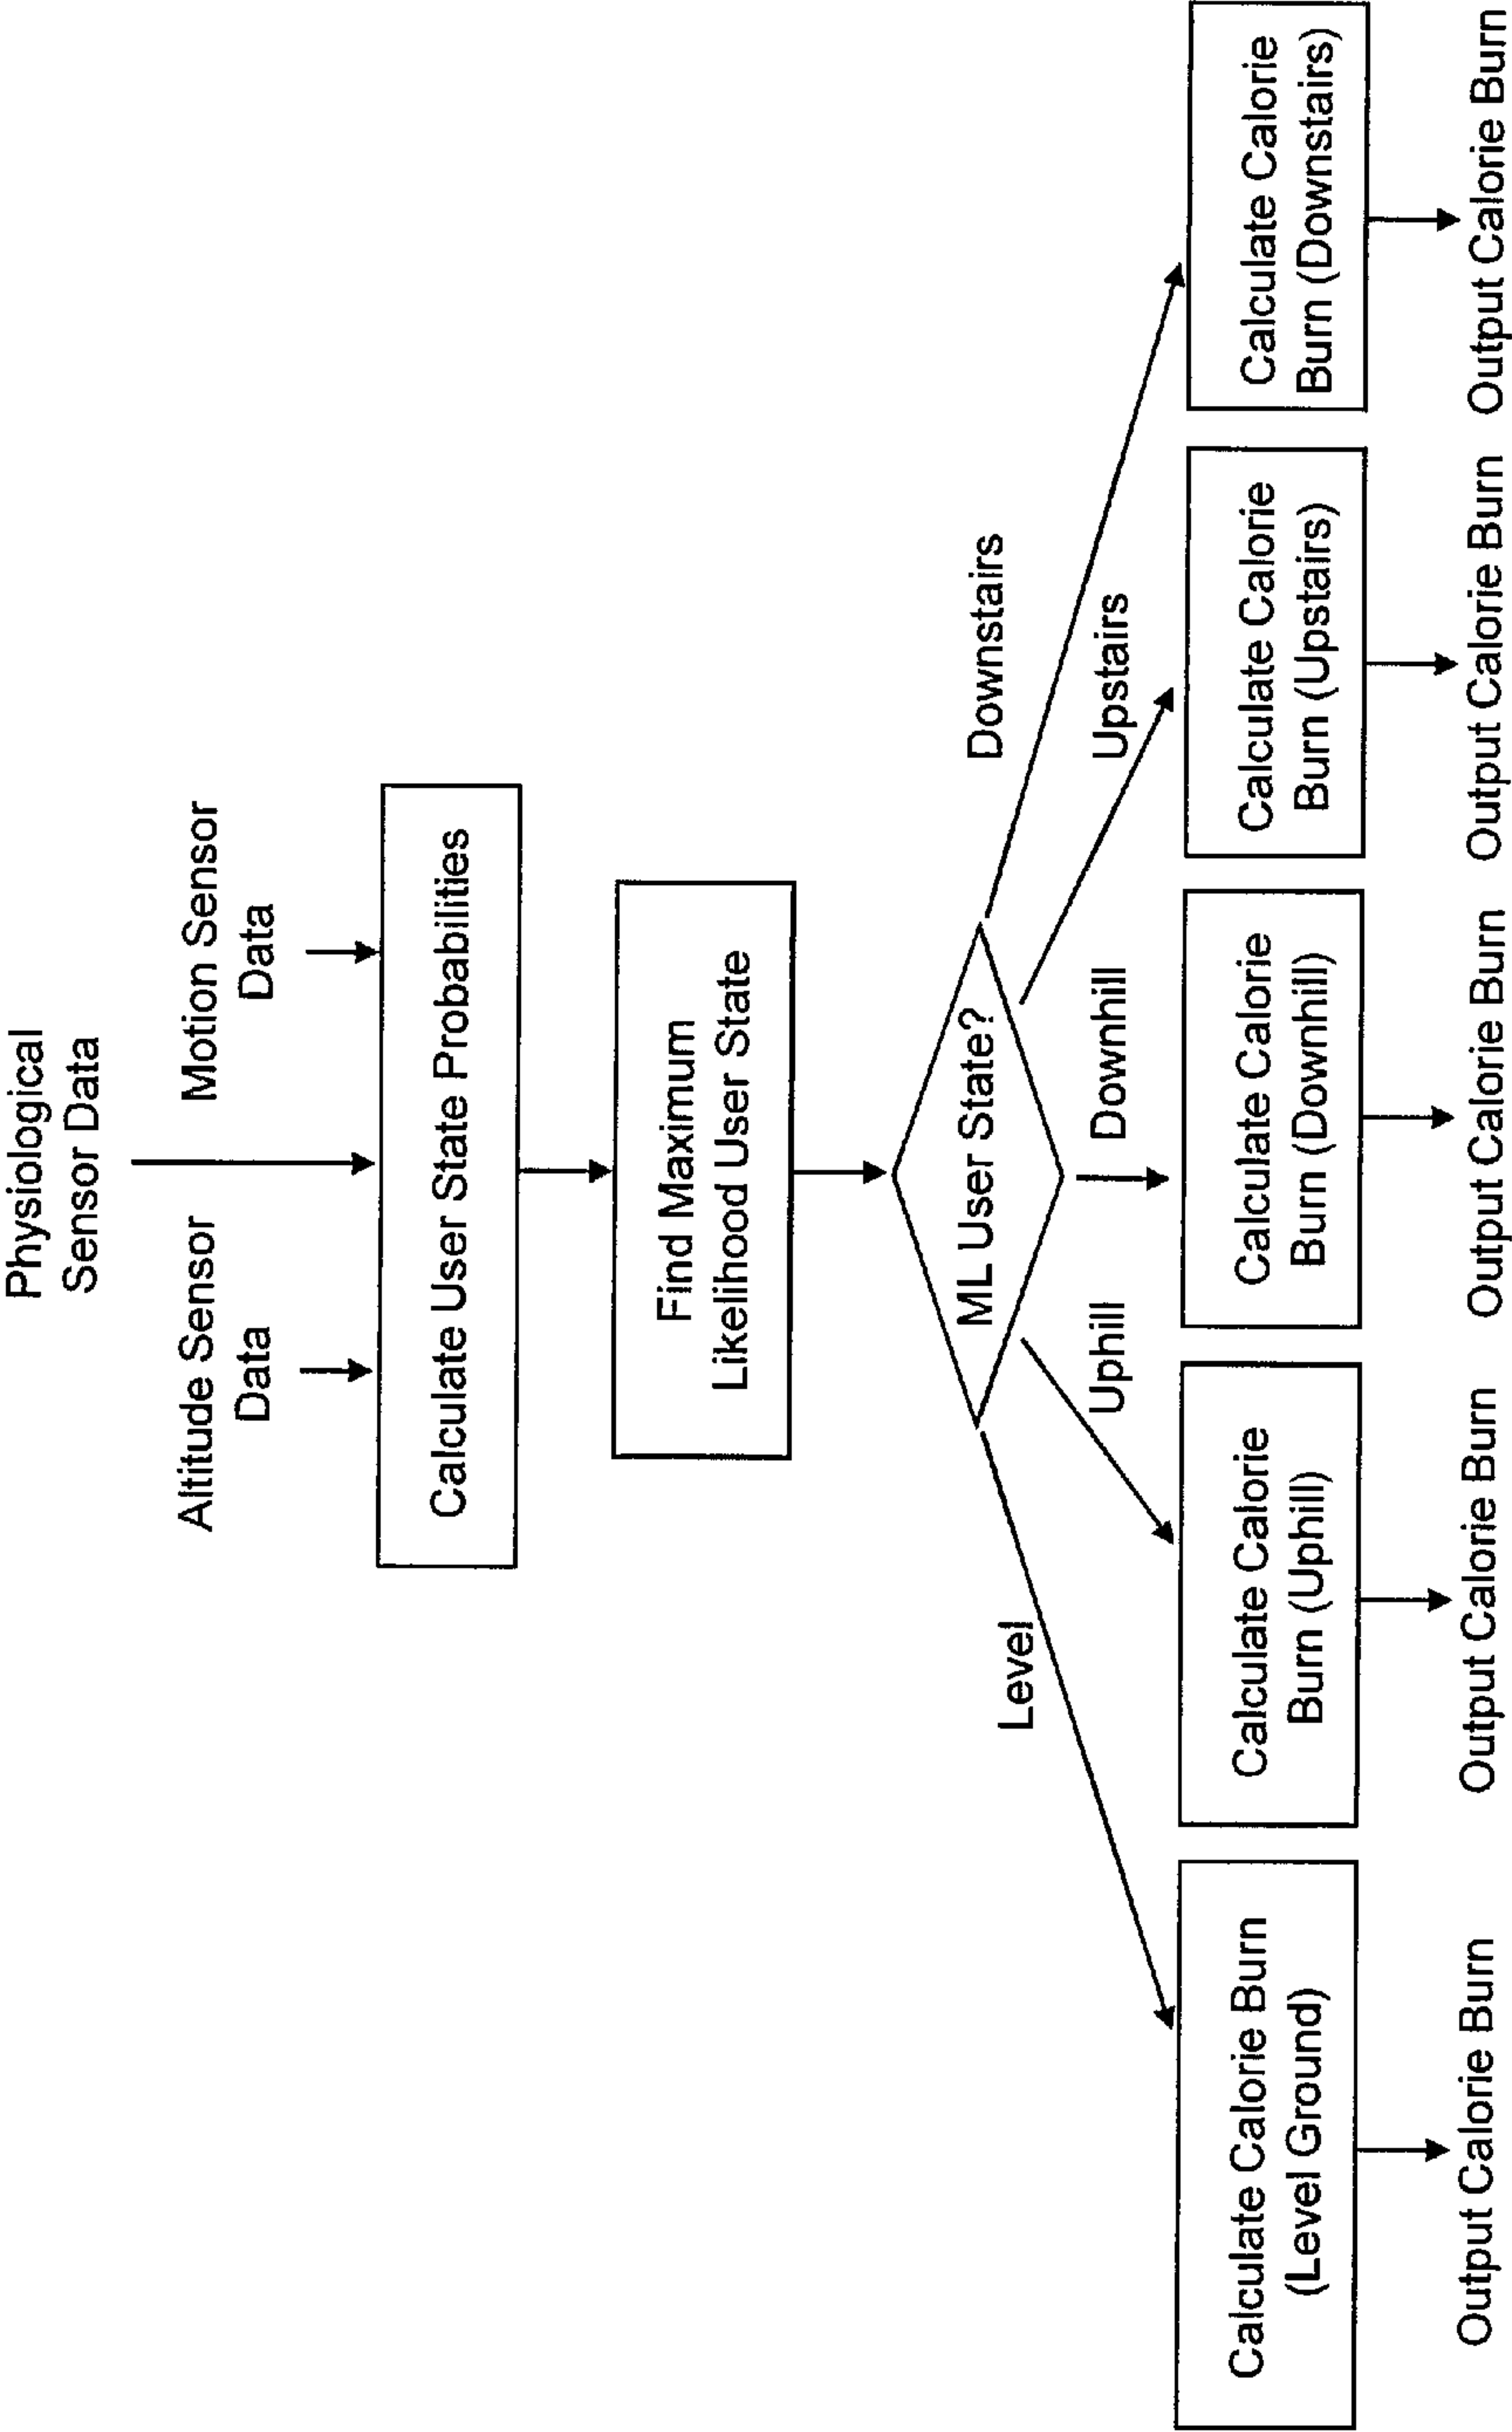 Physiological
Sensor Data
Altitude Sensor
Data
Motion Sensor
Data
Calculate User State Probabilities
Find Maximum
Likelihood User State
ML User State?
Level
Uphill
Downhill
Upstairs
Downstairs
Calculate Calorie Burn
(Level Ground)
Calculate Calorie
Burn (Uphill)
Calculate Calorie
Burn (Downhill)
Calculate Calorie
Burn (Upstairs)
Calculate Calorie
Burn (Downstairs)
Output Calorie Burn
Output Calorie Burn
Output Calorie Burn
Output Calorie Burn
Output Calorie Burn